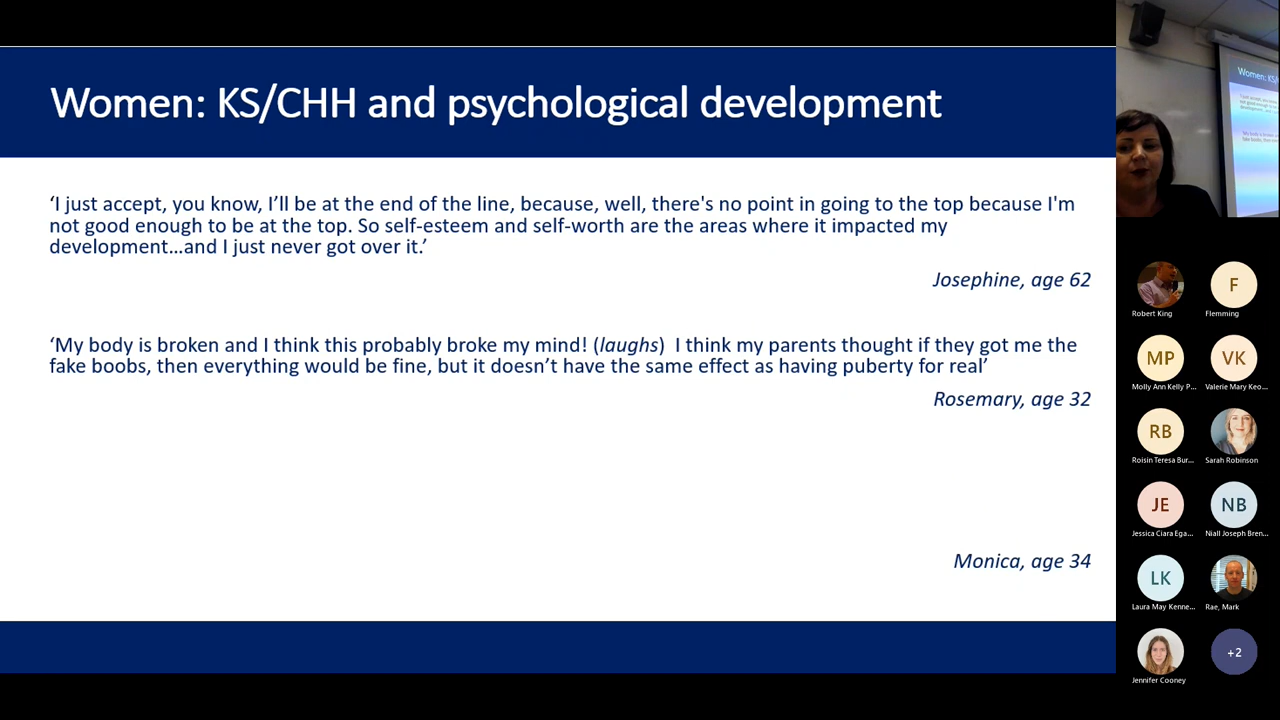 Women: KS/CHH and psychological development
‘I just accept, you know, I’ll be at the end of the line, because, well, there's no point in going to the top because I'm
not good enough to be at the top. So self-esteem and self-worth are the areas where it impacted my
development…and I just never got over it.’
Josephine, age 62
‘My body is broken and I think this probably broke my mind! (laughs)  I think my parents thought if they got me the
fake boobs, then everything would be fine, but it doesn’t have the same effect as having puberty for real’
Rosemary, age 32
Monica, age 34
Women: KS
Robert King
F
Flemming
MP
Molly Ann Kelly P...
VK
Valerie Mary Keo...
RB
Roisin Teresa Bur...
Sarah Robinson
JE
Jessica Ciara Ega...
NB
Niall Joseph Bren...
LK
Laura May Kenne...
Rae, Mark
Jennifer Cooney
+2